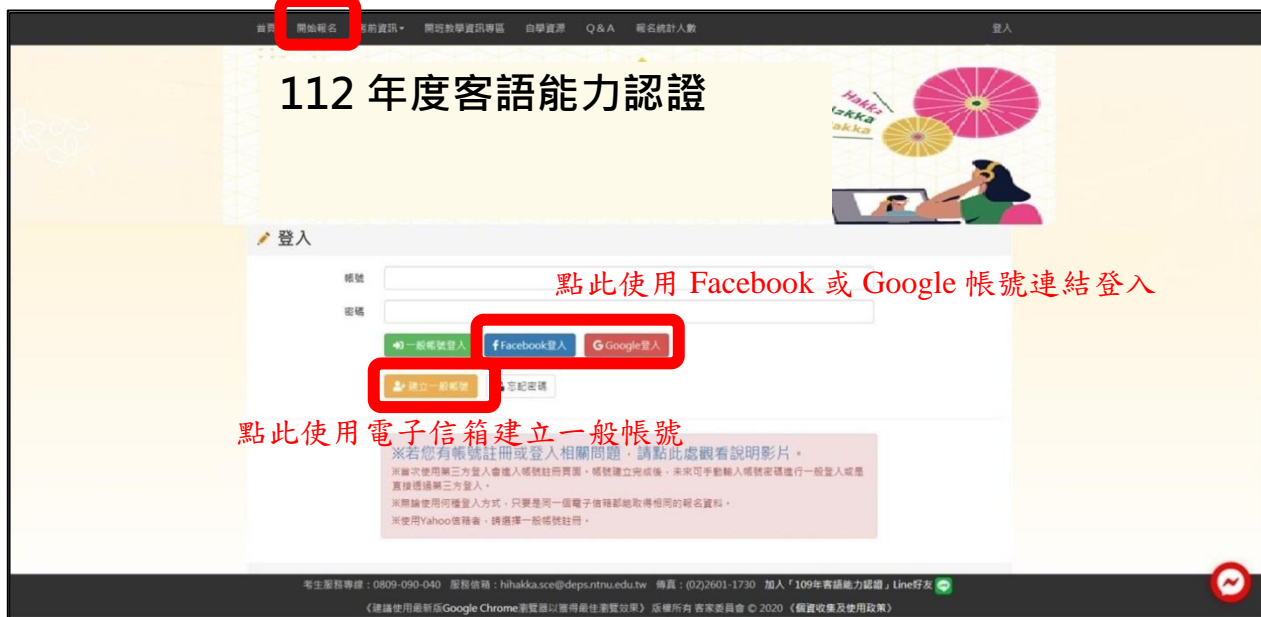 首頁 開始報名 考前資訊 開班教學資訊專區 自學資源 Q&A 報名統計人數 登入
112 年度客語能力認證
Hakka
Hakka
Hakka
登入
帳號
點此使用 Facebook 或 Google 帳號連結登入
密碼
一般帳號登入 Facebook登入 Google登入
建立一般帳號 忘記密碼
點此使用電子信箱建立一般帳號
※若您有帳號註冊或登入相關問題，請點此處觀看說明影片。
※首次使用第三方登入會進入帳號註冊頁面，帳號建立完成後，未來可手動輸入帳號密碼進行一般登入或是
直接透過第三方登入。
※無論使用何種登入方式，只要是同一個電子信箱都能取得相同的報名資料。
※使用Yahoo信箱者，請選擇一般帳號註冊。
考生服務專線：0809-090-040 服務信箱：hihakka.sce@deps.ntnu.edu.tw 傳真：(02)2601-1730 加入「109年客語能力認證」Line好友
《建議使用最新版Google Chrome瀏覽器以獲得最佳瀏覽效果》 版權所有 客家委員會 © 2020 《個資收集及使用政策》